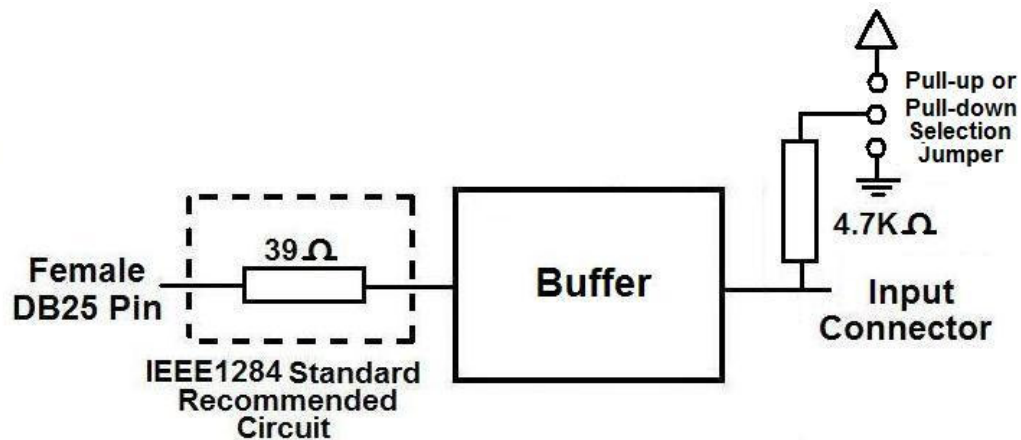 Pull-up or
Pull-down
Selection
Jumper
4.7KΩ
39Ω
Female
DB25 Pin
Buffer
Input
Connector
IEEE1284 Standard
Recommended
Circuit